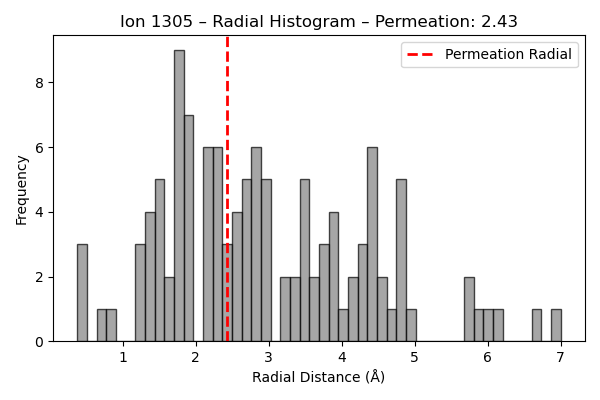 Ion 1305 – Radial Histogram – Permeation: 2.43
Permeation Radial
Frequency
8
6
4
2
0
1 2 3 4 5 6 7
Radial Distance (Å)